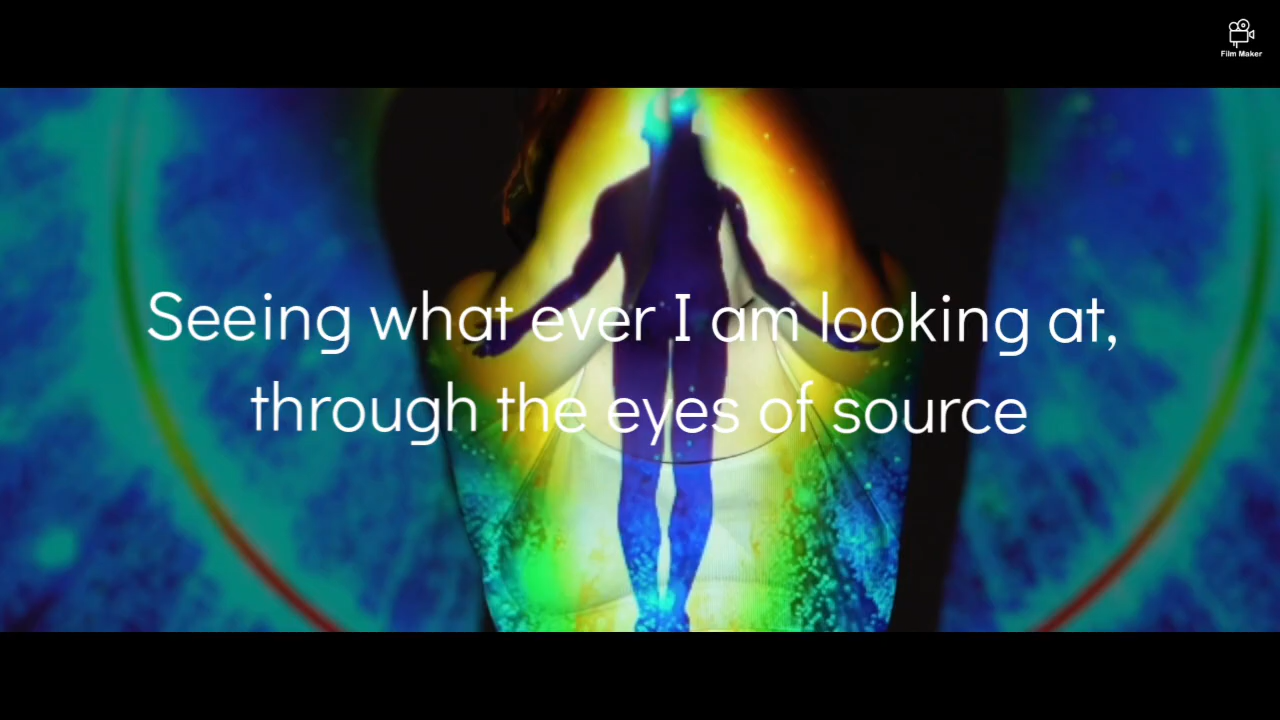 Film Maker
Seeing what ever I am looking at,
through the eyes of source